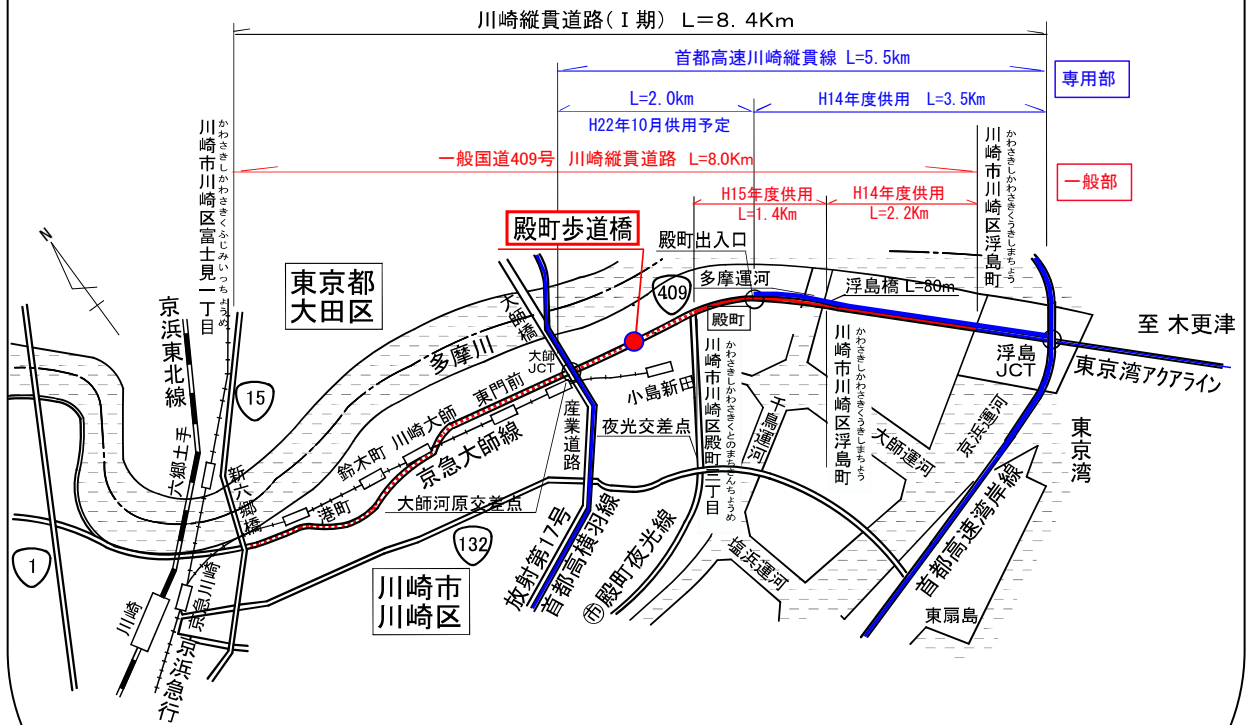 川崎縦貫道路(Ⅰ期) L=8.4Km
首都高速川崎縦貫線 L=5.5km
専用部
L=2.0km
H14年度供用 L=3.5Km
H22年10月供用予定
一般国道409号 川崎縦貫道路 L=8.0Km
一般部
H15年度供用
L=1.4Km
H14年度供用
L=2.2Km
川崎市川崎区富士見一丁目
かわさきしかわさきくふじみいっちょうめ
川崎市川崎区浮島町
かわさきしかわさきくうきしまちょう
殿町歩道橋
殿町出入口
N
東京都
大田区
多摩川
大師橋
409
多摩運河
浮島橋 L=80m
殿町
至 木更津
京浜東北線
15
大師
JCT
東門前
川崎大師
鈴木町
港町
京急大師線
小島新田
産業道路
夜光交差点
川崎市川崎区殿町三丁目
かわさきしかわさきくとのまちさんちょうめ
千鳥運河
川崎市川崎区浮島町
かわさきしかわさきくうきしまちょう
大師運河
京浜運河
浮島
JCT
東京湾アクアライン
東京湾
六郷土手
新六郷橋
大師河原交差点
1
132
川崎市
川崎区
放射第17号
首都高横羽線
市殿町夜光線
塩浜運河
首都高速湾岸線
東扇島
川崎
京急川崎
京浜急行